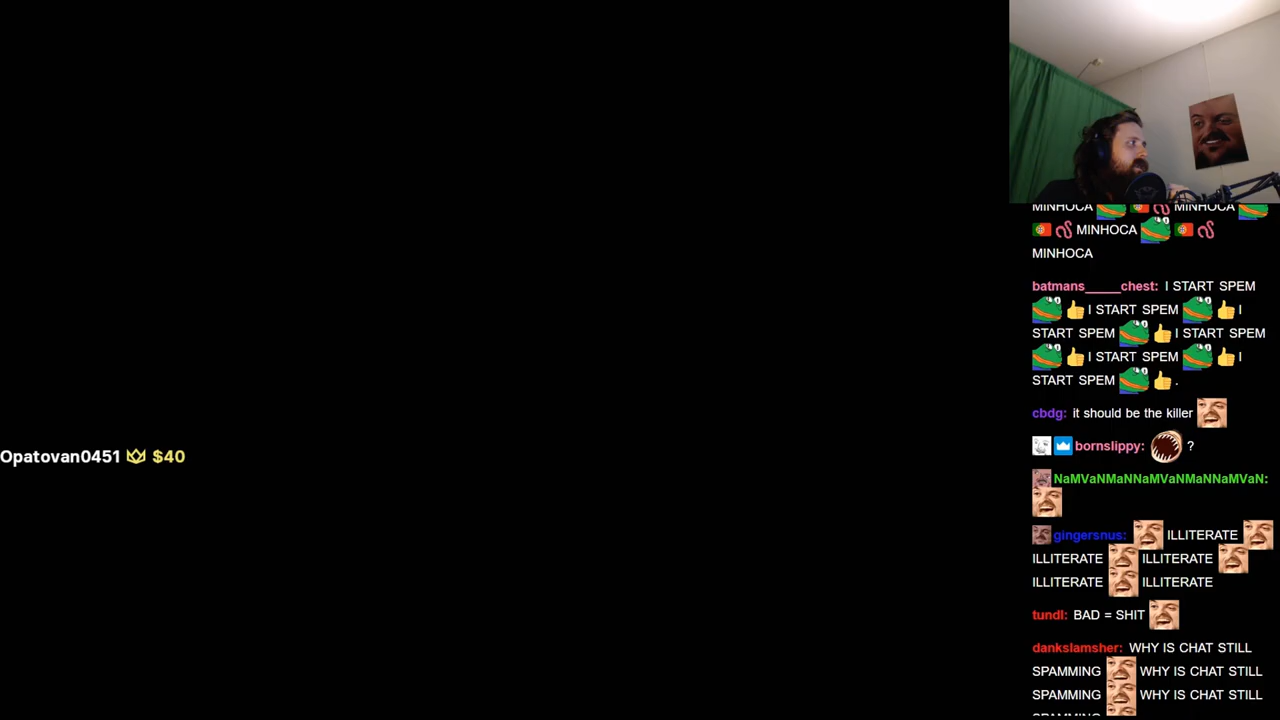 MINHOCA MINHOCA
MINHOCA
MINHOCA
batmans_____chest: I START SPEM
I START SPEM I
START SPEM I START SPEM
I START SPEM I
START SPEM .
cbdg: it should be the killer
bornslippy: ?
Opatovan0451 $40
NaMVaNMaNNaMVaNMaNNaMVaN:
gingersnus: ILLITERATE
ILLITERATE ILLITERATE
ILLITERATE ILLITERATE
tundl: BAD = SHIT
dankslamsher: WHY IS CHAT STILL
SPAMMING WHY IS CHAT STILL
SPAMMING WHY IS CHAT STILL
SPAMMING